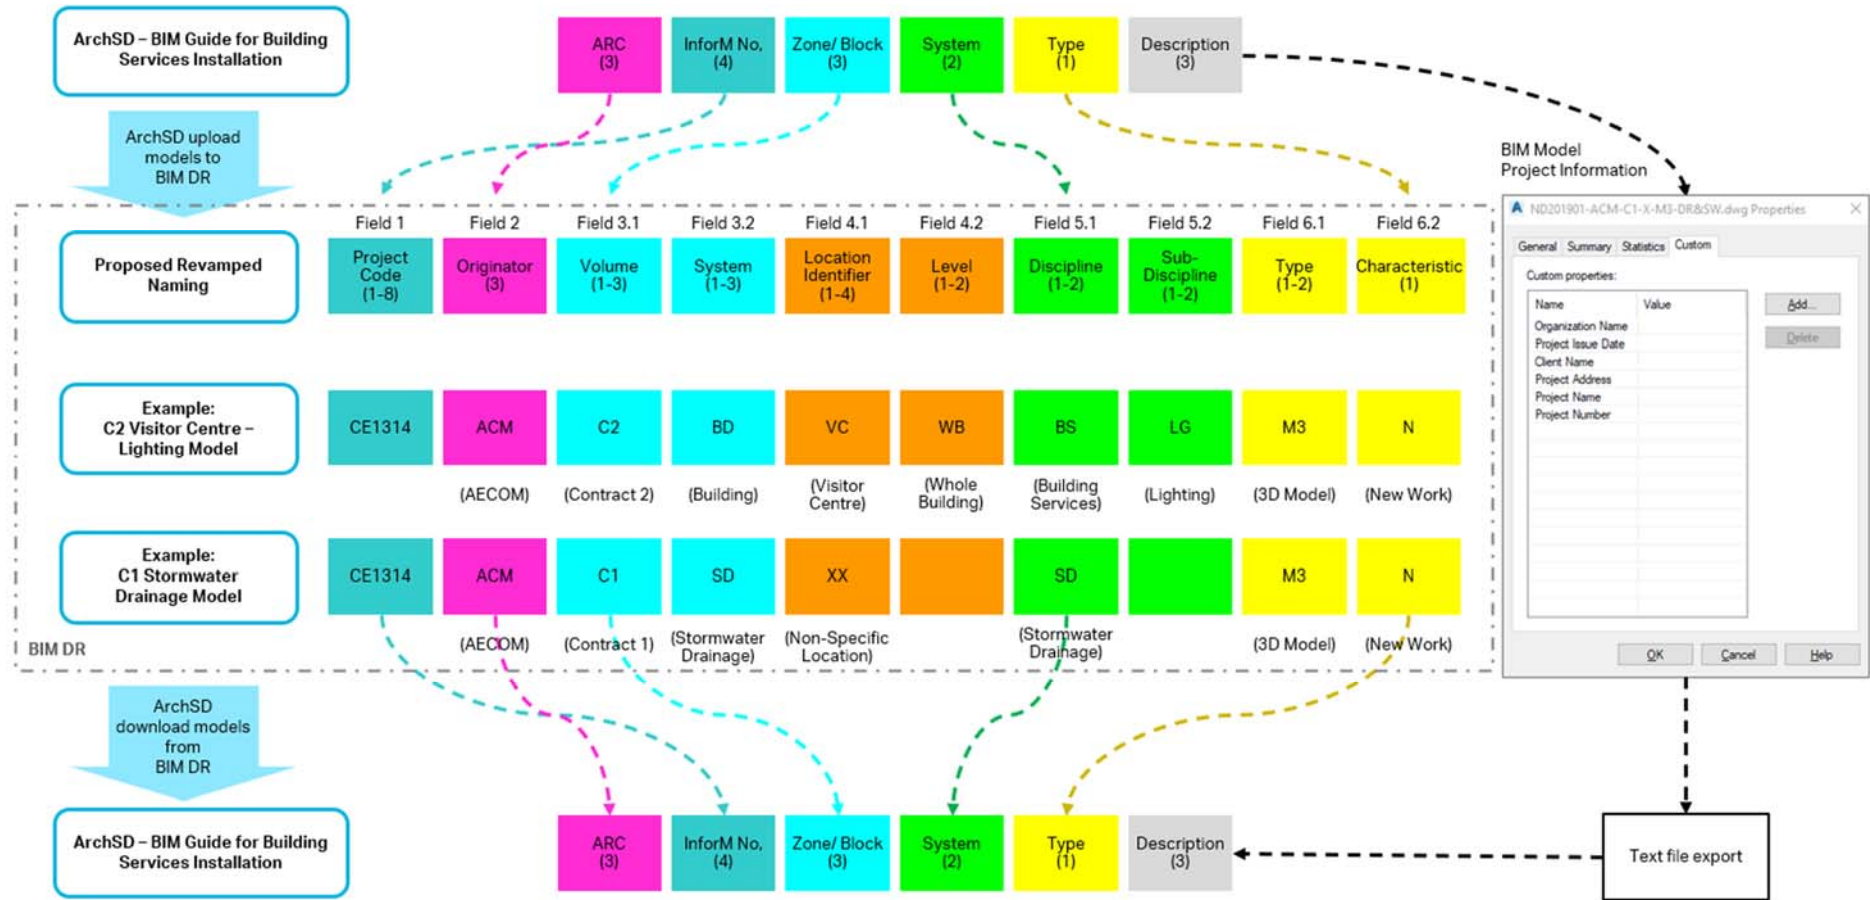 ArchSD – BIM Guide for Building
Services Installation
ARC
(3)
InforM No.
(4)
Zone/ Block
(3)
System
(2)
Type
(1)
Description
(3)
ArchSD upload
models to
BIM DR
BIM Model
Project Information
Field 1
Field 2
Field 3.1
Field 3.2
Field 4.1
Field 4.2
Field 5.1
Field 5.2
Field 6.1
Field 6.2
Proposed Revamped
Naming
Project
Code
(1-8)
Originator
(3)
Volume
(1-3)
System
(1-3)
Location
Identifier
(1-4)
Level
(1-2)
Discipline
(1-2)
Sub-
Discipline
(1-2)
Type
(1-2)
Characteristic
(1)
Example:
C2 Visitor Centre –
Lighting Model
CE1314
ACM
C2
BD
VC
WB
BS
LG
M3
N
(AECOM)
(Contract 2)
(Building)
(Visitor
Centre)
(Whole
Building)
(Building
Services)
(Lighting)
(3D Model)
(New Work)
Example:
C1 Stormwater
Drainage Model
CE1314
ACM
C1
SD
XX
SD
M3
N
(AECOM)
(Contract 1)
(Stormwater
Drainage)
(Non-Specific
Location)
(Stormwater
Drainage)
(3D Model)
(New Work)
BIM DR
A ND201901-ACM-C1-X-M3-DR&SW.dwg Properties
General Summary Statistics Custom
Custom properties:
Name Value
Organization Name
Project Issue Date
Client Name
Project Address
Project Name
Project Number
Add...
Delete
OK Cancel Help
ArchSD
download models
from
BIM DR
ArchSD – BIM Guide for Building
Services Installation
ARC
(3)
InforM No.
(4)
Zone/ Block
(3)
System
(2)
Type
(1)
Description
(3)
Text file export